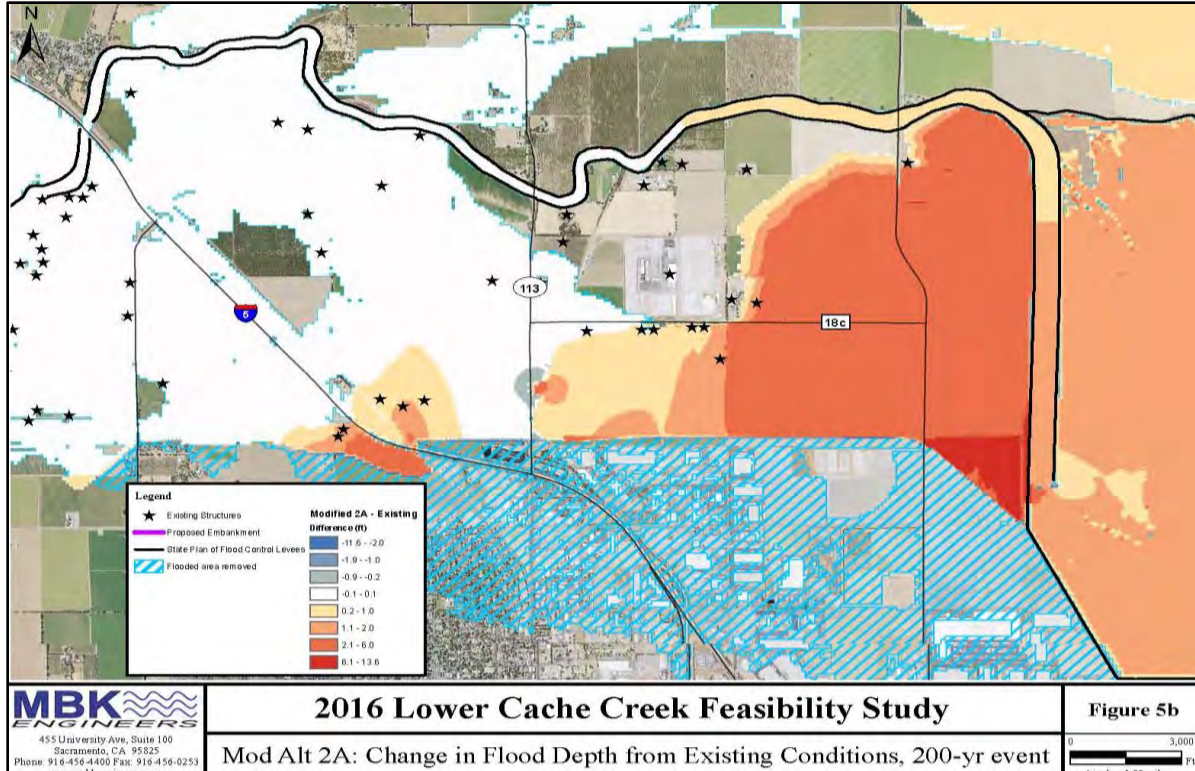 N
113
18c
5
Legend
Existing Structures
Proposed Embankment
State Plan of Flood Control Levees
Flooded area removed
Modified 2A - Existing
Difference (ft)
-11.6 - -2.0
-1.9 - -1.0
-0.9 - -0.2
-0.1 - 0.1
0.2 - 1.0
1.1 - 2.0
2.1 - 6.0
6.1 - 13.6
MBK
ENGINEERS
455 University Ave, Suite 100
Sacramento, CA 95825
Phone: 916-456-4400 Fax: 916-456-0253
2016 Lower Cache Creek Feasibility Study
Mod Alt 2A: Change in Flood Depth from Existing Conditions, 200-yr event
Figure 5b
0 3,000